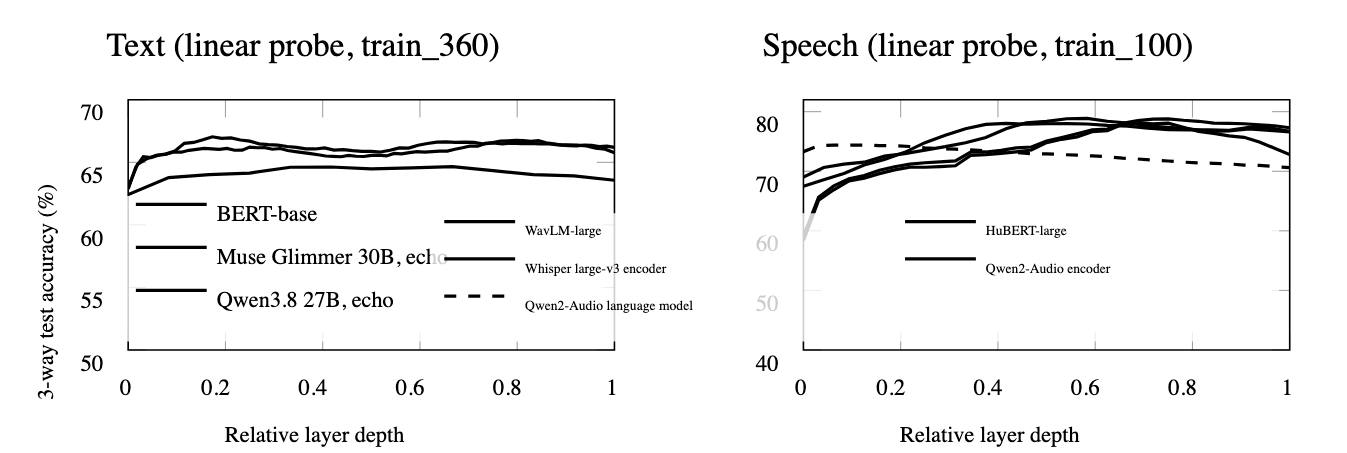 Text (linear probe, train_360)
70
65
60
55
50
3-way test accuracy (%)
0
0.2
0.4
0.6
0.8
1
Relative layer depth
BERT-base
Muse Glimmer 30B, echo
Qwen3.8 27B, echo
WavLM-large
Whisper large-v3 encoder
Qwen2-Audio language model
Speech (linear probe, train_100)
80
70
60
50
40
0
0.2
0.4
0.6
0.8
1
Relative layer depth
HuBERT-large
Qwen2-Audio encoder